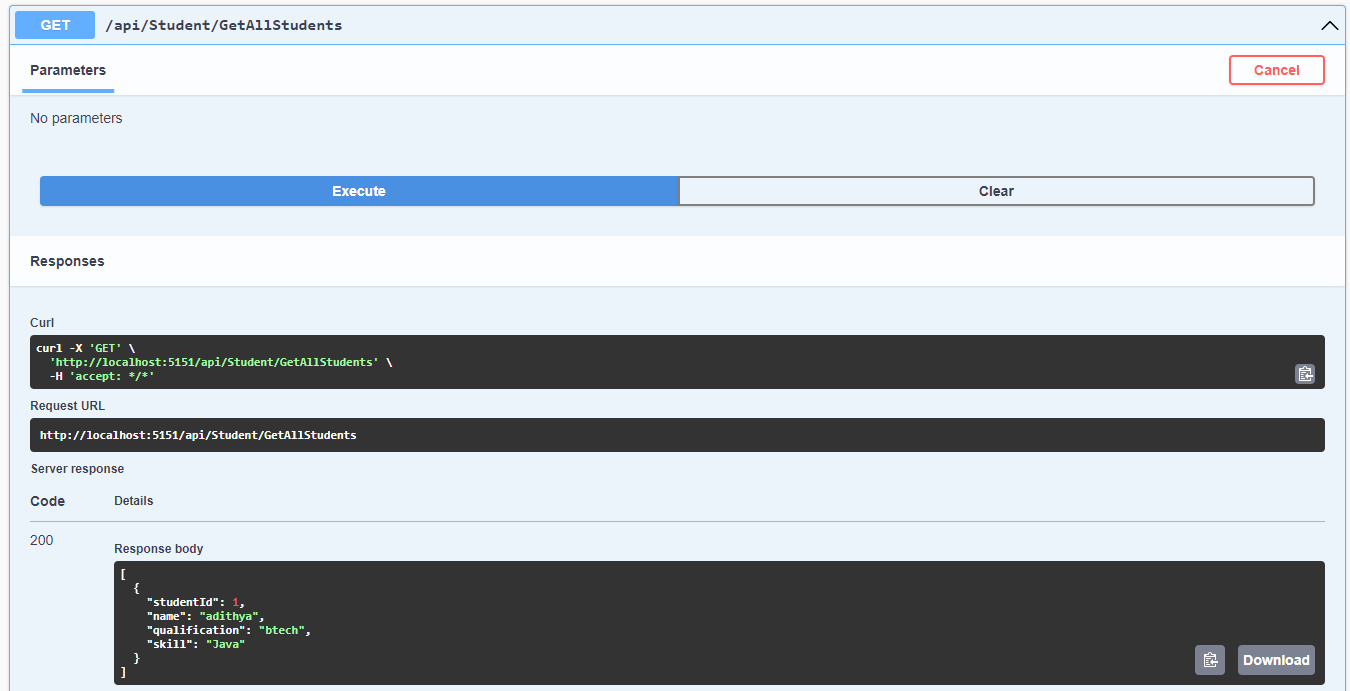 GET /api/Student/GetAllStudents
Parameters Cancel
No parameters
Execute Clear
Responses
Curl
curl -X 'GET' \
  'http://localhost:5151/api/Student/GetAllStudents' \
  -H 'accept: */*'
Request URL
http://localhost:5151/api/Student/GetAllStudents
Server response
Code Details
200
Response body
[
  {
    "studentId": 1,
    "name": "adithya",
    "qualification": "btech",
    "skill": "Java"
  }
]
Download